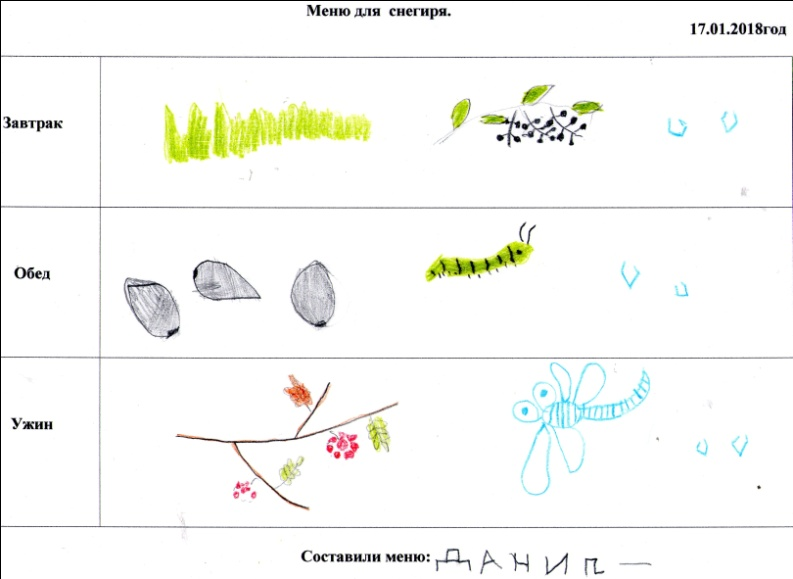 Меню для снегиря.
17.01.2018год
Завтрак
Обед
Ужин
Составили меню: ДАНИЛ —